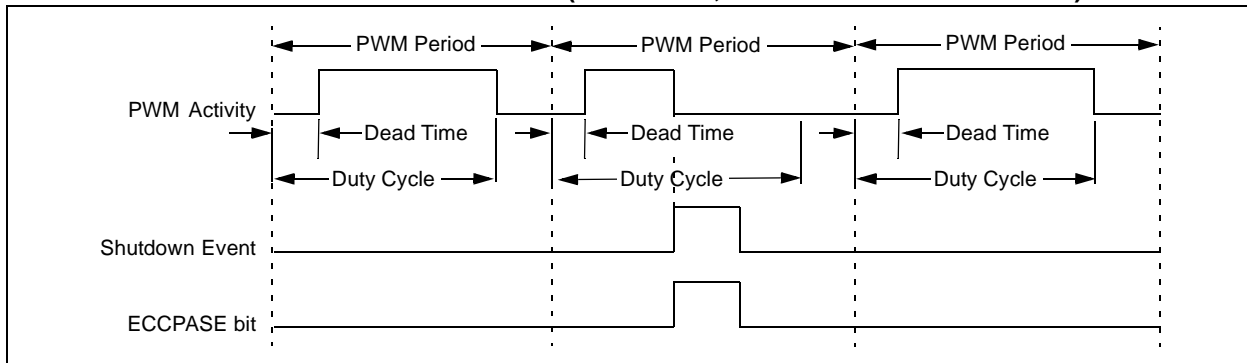 PWM Period PWM Period PWM Period
PWM Activity
Dead Time Dead Time Dead Time
Duty Cycle Duty Cycle Duty Cycle
Shutdown Event
ECCPASE bit